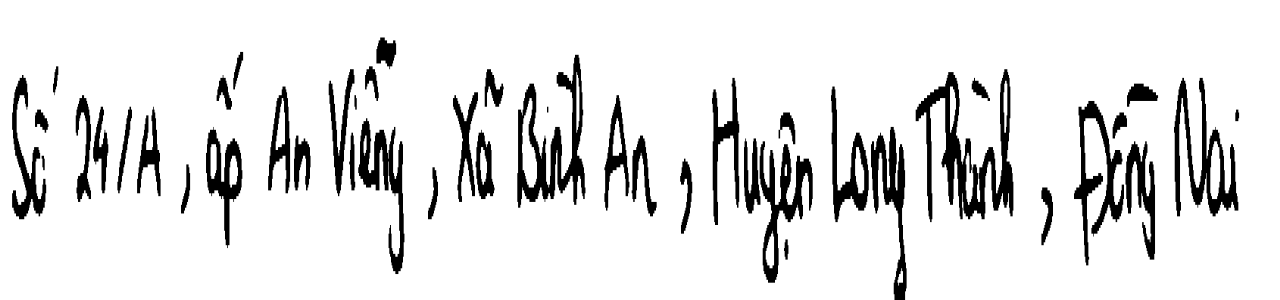 Số 24/A, ấp An Viễng, Xã Bình An, Huyện Long Thành, Đồng Nai